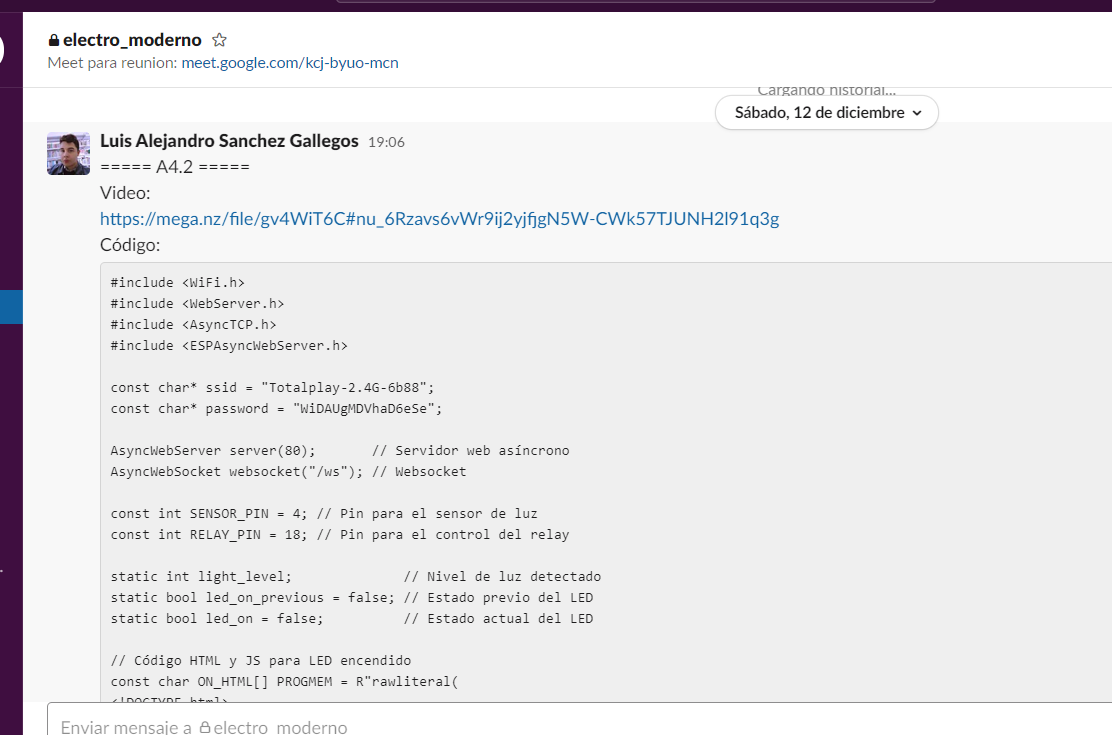 electro_moderno
Meet para reunion: meet.google.com/kcj-byuo-mcn
Cargando historial...
Sábado, 12 de diciembre
Luis Alejandro Sanchez Gallegos 19:06
===== A4.2 =====
Video:
https://mega.nz/file/gv4WiT6C#nu_6Rzavs6vWr9ij2yjfjgN5W-CWk57TJUNH2l91q3g
Código:
#include <WiFi.h>
#include <WebServer.h>
#include <AsyncTCP.h>
#include <ESPAsyncWebServer.h>
const char* ssid = "Totalplay-2.4G-6b88";
const char* password = "WiDAUgMDVhaD6eSe";
AsyncWebServer server(80);       // Servidor web asíncrono
AsyncWebSocket websocket("/ws"); // Websocket
const int SENSOR_PIN = 4; // Pin para el sensor de luz
const int RELAY_PIN = 18; // Pin para el control del relay
static int light_level;              // Nivel de luz detectado
static bool led_on_previous = false; // Estado previo del LED
static bool led_on = false;          // Estado actual del LED
// Código HTML y JS para LED encendido
const char ON_HTML[] PROGMEM = R"rawliteral(
<!DOCTYPE html>
Enviar mensaje a electro_moderno